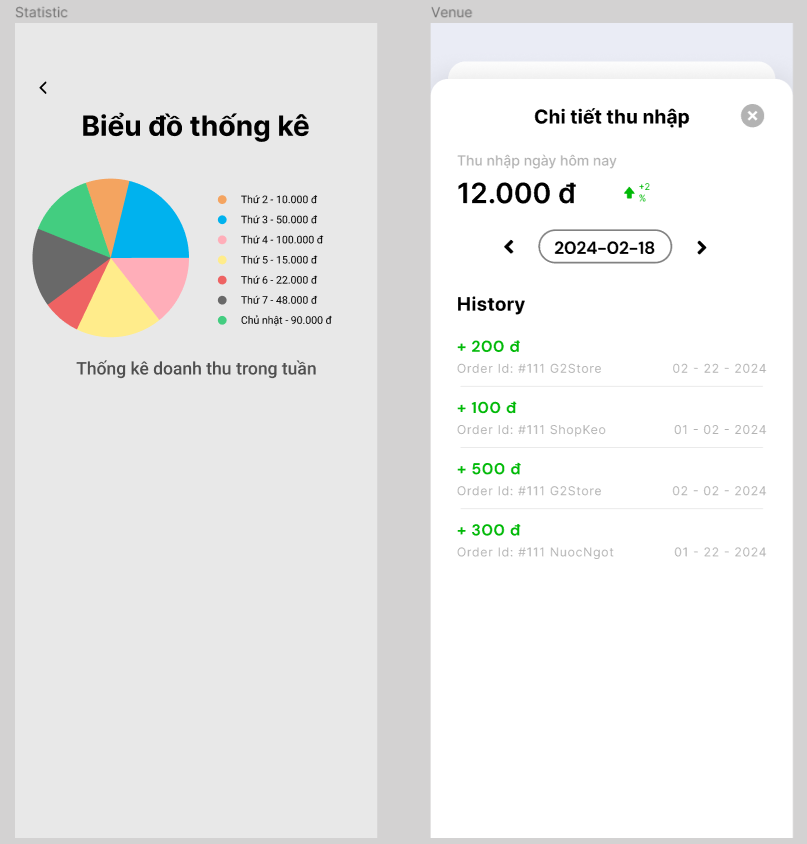 Statistic
Biểu đồ thống kê
Thứ 2 - 10.000 đ
Thứ 3 - 50.000 đ
Thứ 4 - 100.000 đ
Thứ 5 - 15.000 đ
Thứ 6 - 22.000 đ
Thứ 7 - 48.000 đ
Chủ nhật - 90.000 đ
Thống kê doanh thu trong tuần
Venue
Chi tiết thu nhập
Thu nhập ngày hôm nay
12.000 đ
+2
%
2024-02-18
History
+ 200 đ
Order Id: #111 G2Store 02 - 22 - 2024
+ 100 đ
Order Id: #111 ShopKeo 01 - 02 - 2024
+ 500 đ
Order Id: #111 G2Store 02 - 02 - 2024
+ 300 đ
Order Id: #111 NuocNgot 01 - 22 - 2024